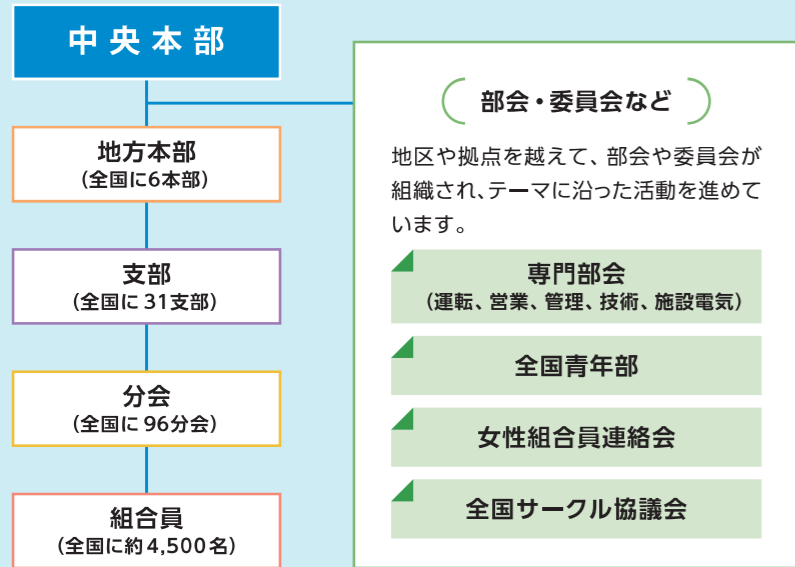 中央本部
地方本部
(全国に6本部)
支部
(全国に31支部)
分会
(全国に96分会)
組合員
(全国に約4,500名)
部会・委員会など
地区や拠点を越えて、部会や委員会が
組織され、テーマに沿った活動を進めて
います。
専門部会
(運転、営業、管理、技術、施設電気)
全国青年部
女性組合員連絡会
全国サークル協議会